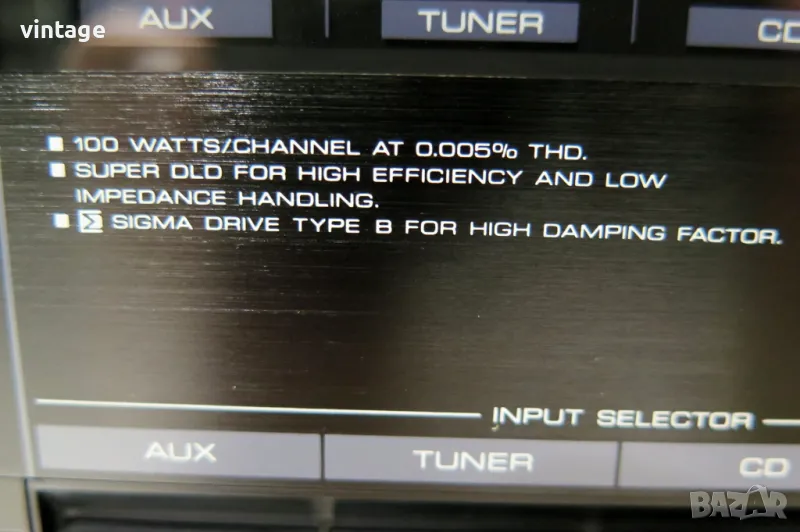 vintage
AUX TUNER CD
100 WATTS/CHANNEL AT 0.005% THD.
SUPER DLD FOR HIGH EFFICIENCY AND LOW
IMPEDANCE HANDLING.
Σ SIGMA DRIVE TYPE B FOR HIGH DAMPING FACTOR.
INPUT SELECTOR
AUX TUNER CD
BAZAR